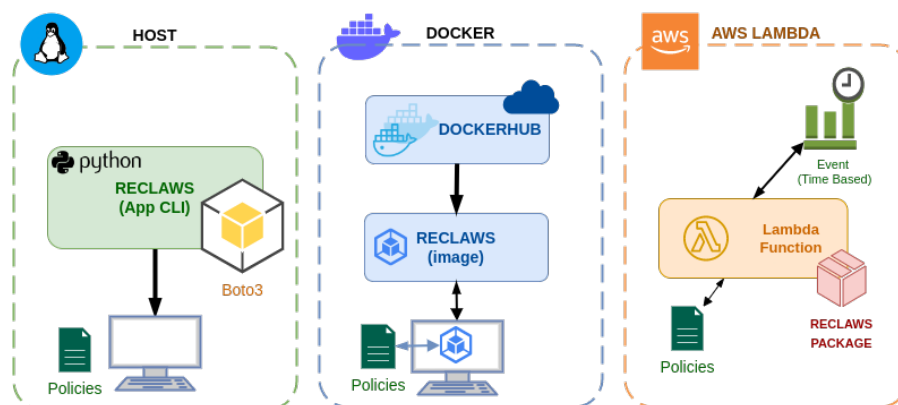 HOST
python
RECLAWS
(App CLI)
Boto3
Policies
DOCKER
DOCKERHUB
RECLAWS
(image)
Policies
aws
AWS LAMBDA
Event
(Time Based)
Lambda
Function
Policies
RECLAWS
PACKAGE